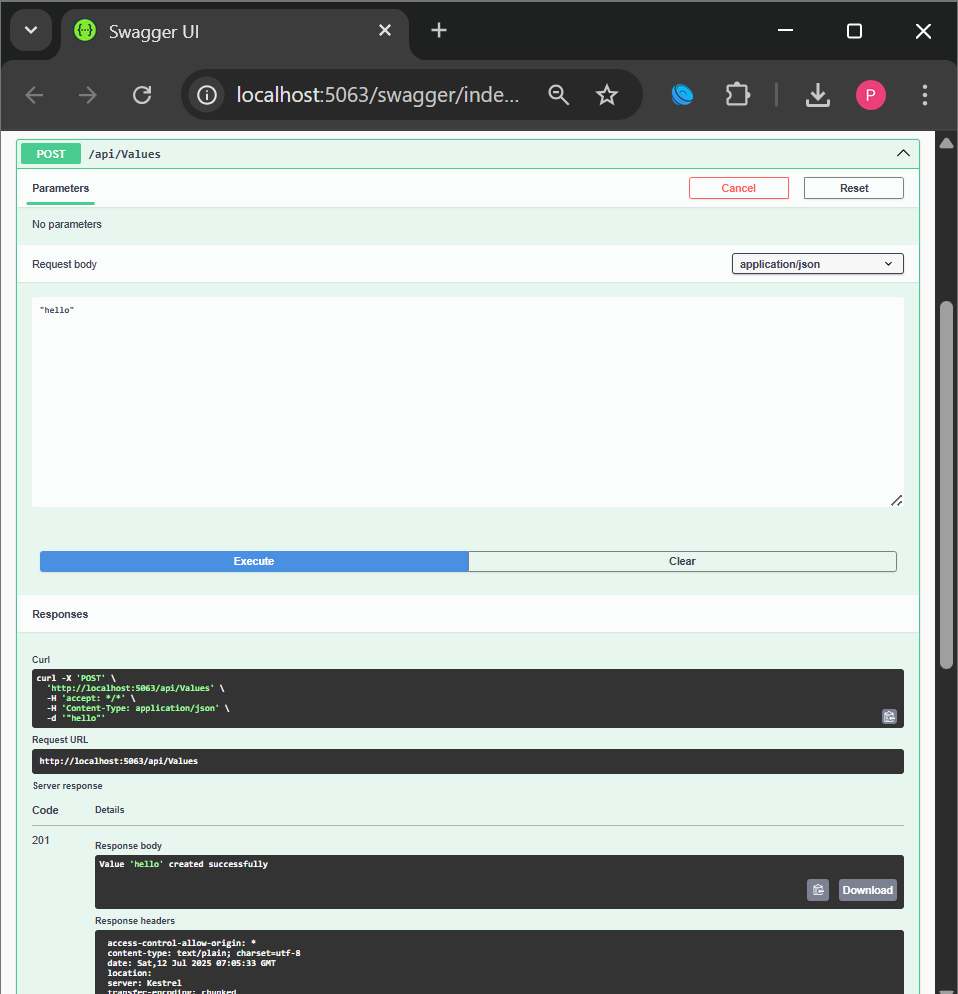 Swagger UI
localhost:5063/swagger/inde...
P
POST /api/Values
Parameters
Cancel
Reset
No parameters
Request body
application/json
"hello"
Execute
Clear
Responses
Curl
curl -X 'POST' \
'http://localhost:5063/api/Values' \
-H 'accept: */*' \
-H 'Content-Type: application/json' \
-d '"hello"'
Request URL
http://localhost:5063/api/Values
Server response
Code
Details
201
Response body
Value 'hello' created successfully
Download
Response headers
access-control-allow-origin: *
content-type: text/plain; charset=utf-8
date: Sat,12 Jul 2025 07:05:33 GMT
location:
server: Kestrel
transfer-encoding: chunked